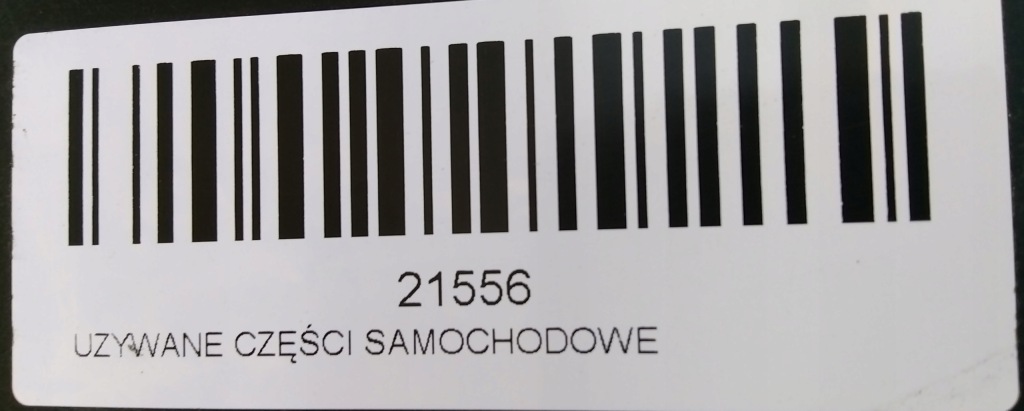 21556
UZYWANE CZĘŚCI SAMOCHODOWE